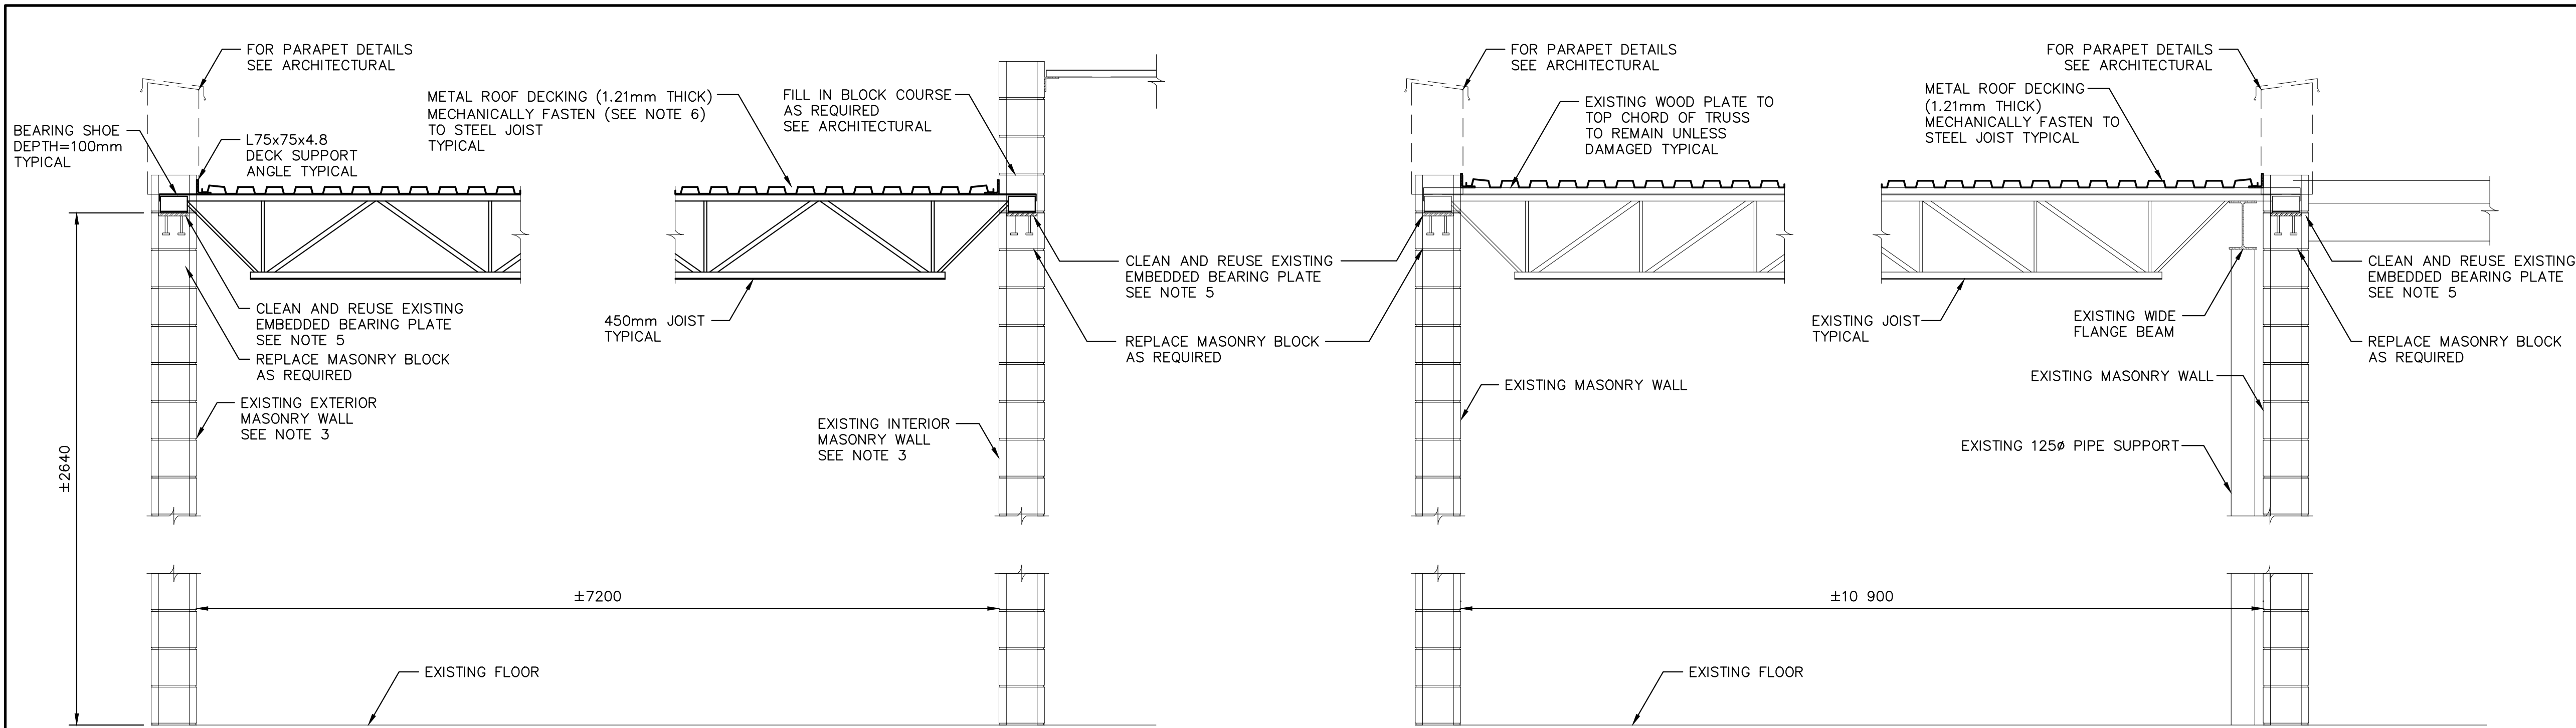 FOR PARAPET DETAILS
SEE ARCHITECTURAL
BEARING SHOE
DEPTH=100mm
TYPICAL
L75x75x4.8
DECK SUPPORT
ANGLE TYPICAL
METAL ROOF DECKING (1.21mm THICK)
MECHANICALLY FASTEN (SEE NOTE 6)
TO STEEL JOIST
TYPICAL
FILL IN BLOCK COURSE
AS REQUIRED
SEE ARCHITECTURAL
CLEAN AND REUSE EXISTING
EMBEDDED BEARING PLATE
SEE NOTE 5
REPLACE MASONRY BLOCK
AS REQUIRED
EXISTING EXTERIOR
MASONRY WALL
SEE NOTE 3
450mm JOIST
TYPICAL
EXISTING INTERIOR
MASONRY WALL
SEE NOTE 3
±2640
±7200
EXISTING FLOOR
CLEAN AND REUSE EXISTING
EMBEDDED BEARING PLATE
SEE NOTE 5
REPLACE MASONRY BLOCK
AS REQUIRED
FOR PARAPET DETAILS
SEE ARCHITECTURAL
EXISTING WOOD PLATE TO
TOP CHORD OF TRUSS
TO REMAIN UNLESS
DAMAGED TYPICAL
FOR PARAPET DETAILS
SEE ARCHITECTURAL
METAL ROOF DECKING
(1.21mm THICK)
MECHANICALLY FASTEN TO
STEEL JOIST TYPICAL
EXISTING MASONRY WALL
EXISTING JOIST
TYPICAL
EXISTING WIDE
FLANGE BEAM
EXISTING MASONRY WALL
EXISTING 125ø PIPE SUPPORT
CLEAN AND REUSE EXISTING
EMBEDDED BEARING PLATE
SEE NOTE 5
REPLACE MASONRY BLOCK
AS REQUIRED
±10 900
EXISTING FLOOR